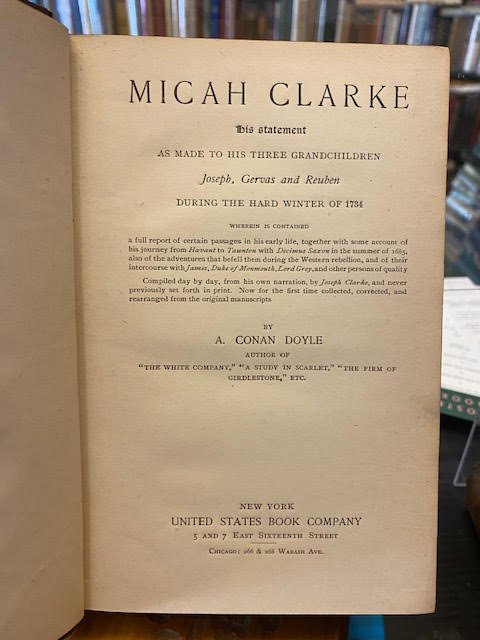 MICAH CLARKE
His statement
AS MADE TO HIS THREE GRANDCHILDREN
Joseph, Gervas and Reuben
DURING THE HARD WINTER OF 1734
WHEREIN IS CONTAINED
a full report of certain passages in his early life, together with some account of
his journey from Havant to Taunton with Decimus Saxon in the summer of 1685,
also of the adventures that befell them during the Western rebellion, and of their
intercourse with James, Duke of Monmouth, Lord Grey, and other persons of quality
Compiled day by day, from his own narration, by Joseph Clarke, and never
previously set forth in print. Now for the first time collected, corrected, and
rearranged from the original manuscripts
BY
A. CONAN DOYLE
AUTHOR OF
"THE WHITE COMPANY," "A STUDY IN SCARLET," "THE FIRM OF
GIRDLESTONE," ETC.
NEW YORK
UNITED STATES BOOK COMPANY
5 AND 7 EAST SIXTEENTH STREET
CHICAGO: 266 & 268 WABASH AVE.